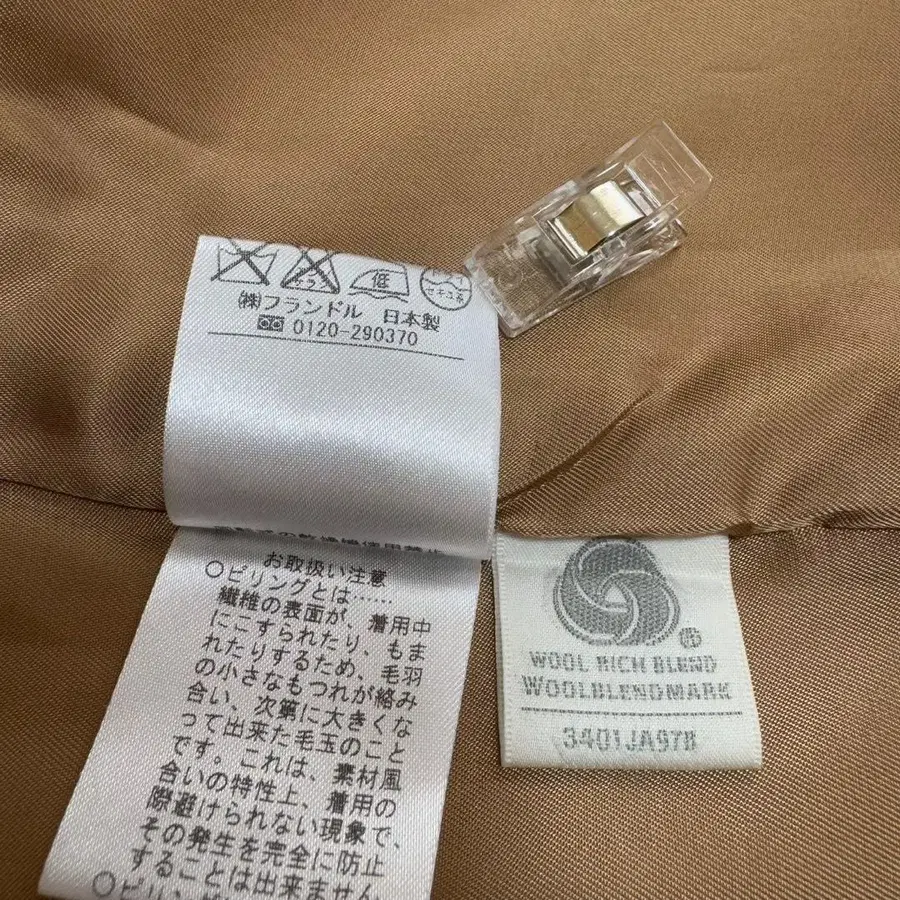 低
セキユ系
㈱フランドル 日本製
0120-290370
お取扱い注意
○ピリングとは……
繊維の表面が、着用中
にこすられたり、もま
れたりするため、毛羽
の小さなもつれが絡み
合い、次第に大きくな
って出来た毛玉のこと
です。これは、素材風
合いの特性上、着用の
際避けられない現象で、
その発生を完全に防止
することは出来ません
WOOL RICH BLEND
WOOLBLENDMARK
3401JA978